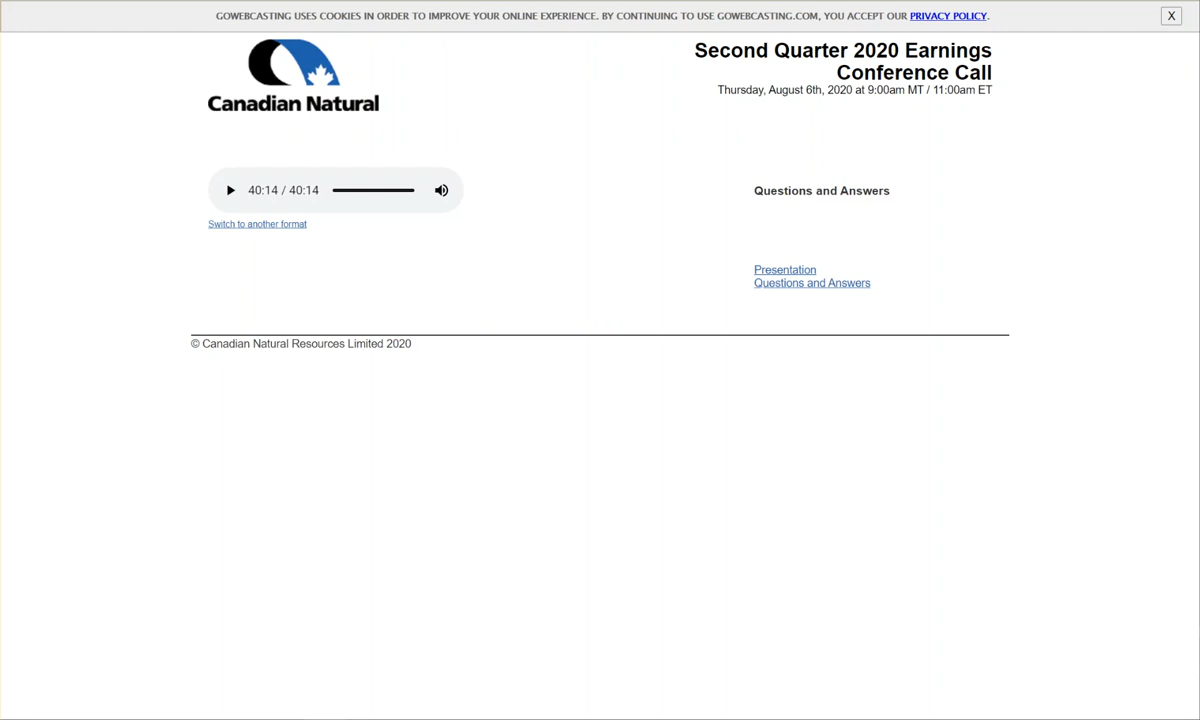 GOWEBCASTING USES COOKIES IN ORDER TO IMPROVE YOUR ONLINE EXPERIENCE. BY CONTINUING TO USE GOWEBCASTING.COM, YOU ACCEPT OUR PRIVACY POLICY.
X
Canadian Natural
Second Quarter 2020 Earnings
Conference Call
Thursday, August 6th, 2020 at 9:00am MT / 11:00am ET
40:14 / 40:14
Switch to another format
Questions and Answers
Presentation
Questions and Answers
© Canadian Natural Resources Limited 2020